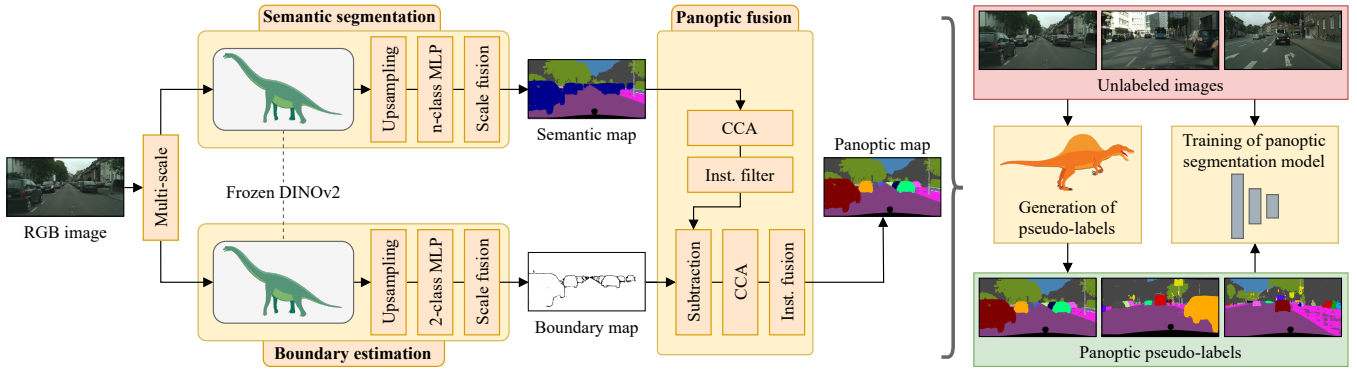 Semantic segmentation
Upsampling
n-class MLP
Scale fusion
Semantic map
RGB image
Multi-scale
Frozen DINOv2
Upsampling
2-class MLP
Scale fusion
Boundary estimation
Boundary map
Panoptic fusion
CCA
Inst. filter
Subtraction
CCA
Inst. fusion
Panoptic map
Unlabeled images
Generation of
pseudo-labels
Training of panoptic
segmentation model
Panoptic pseudo-labels